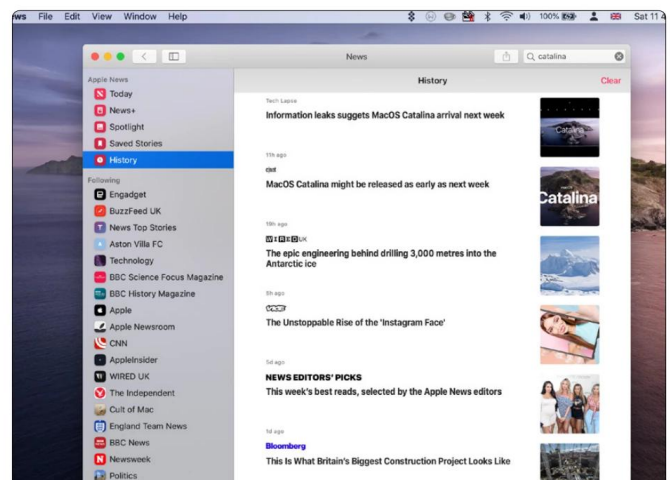 ws File Edit View Window Help 100% Sat 11 4
News
catalina
Apple News
Today
News+
Spotlight
Saved Stories
History
Following
Engadget
BuzzFeed UK
News Top Stories
Aston Villa FC
Technology
BBC Science Focus Magazine
BBC History Magazine
Apple
Apple Newsroom
CNN
AppleInsider
WIRED UK
The Independent
Cult of Mac
England Team News
BBC News
Newsweek
Politics
History
Clear
Tech Lapse
Information leaks suggets MacOS Catalina arrival next week
Catalina
11h ago
MacOS Catalina might be released as early as next week
Catalina
19h ago
WIRED UK
The epic engineering behind drilling 3,000 metres into the
Antarctic ice
5h ago
VICE
The Unstoppable Rise of the 'Instagram Face'
5d ago
NEWS EDITORS' PICKS
This week's best reads, selected by the Apple News editors
1d ago
Bloomberg
This Is What Britain's Biggest Construction Project Looks Like